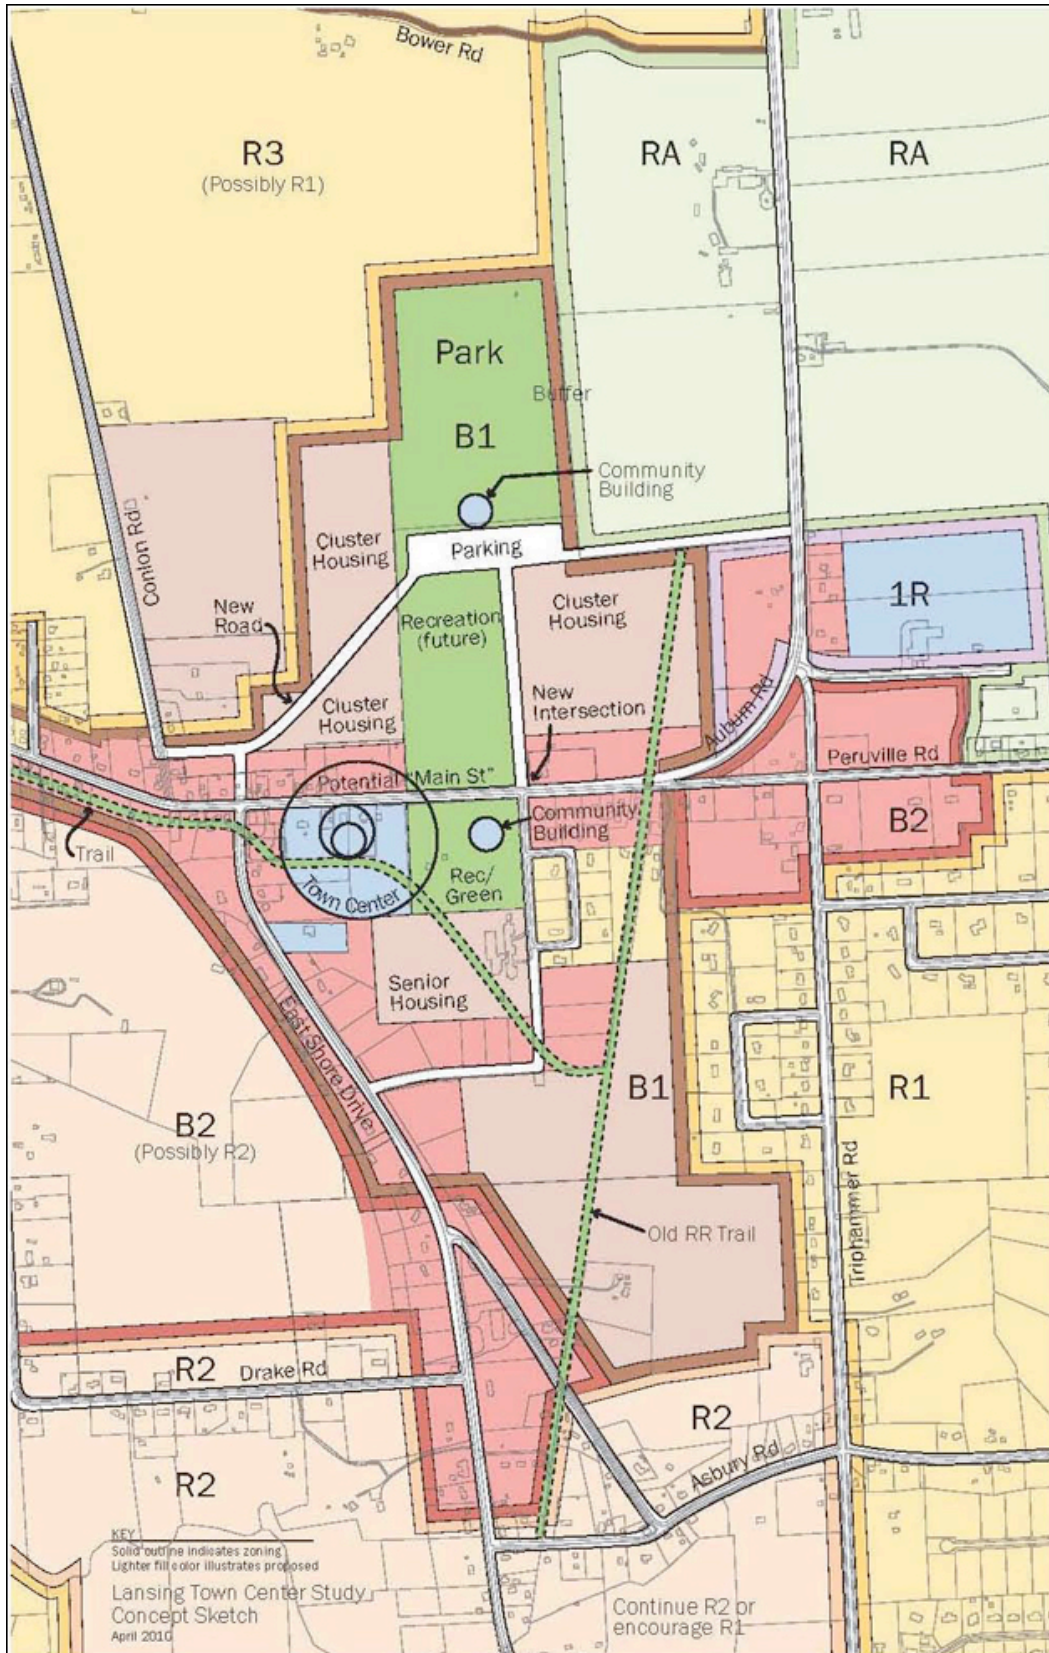 Bower Rd
R3
(Possibly R1)
RA
RA
Park
Buffer
B1
Community
Building
Conlon Rd
Cluster
Housing
Parking
1R
New
Road
Recreation
(future)
Cluster
Housing
Cluster
Housing
New
Intersection
Auburn Rd
Peruville Rd
Potential "Main St"
Community
Building
B2
Trail
Town Center
Rec/
Green
Senior
Housing
East Shore Drive
B1
R1
B2
(Possibly R2)
Old RR Trail
Triphammer Rd
R2
Drake Rd
R2
R2
Asbury Rd
KEY
Solid outline indicates zoning
Lighter fill color illustrates proposed
Lansing Town Center Study
Concept Sketch
April 2010
Continue R2 or
encourage R1